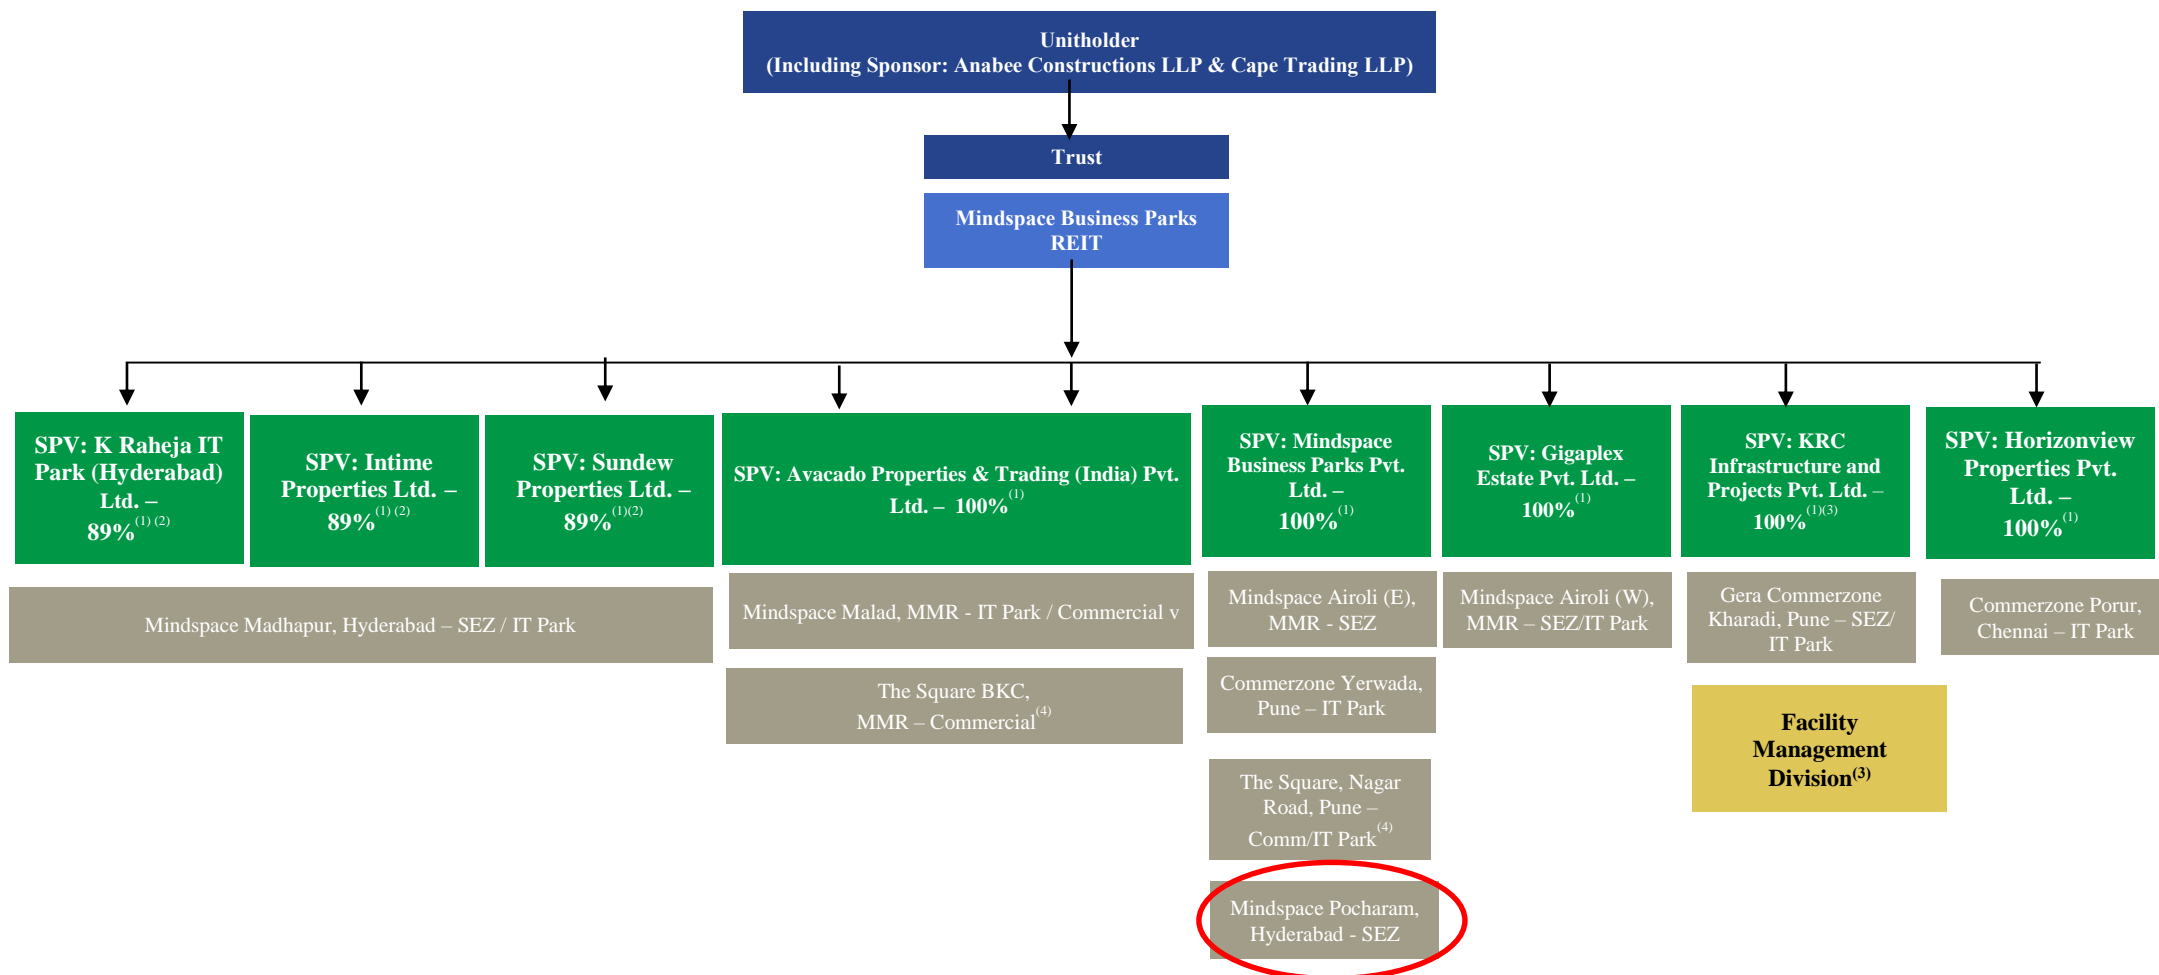 Unitholder
(Including Sponsor: Anabee Constructions LLP & Cape Trading LLP)
Trust
Mindspace Business Parks
REIT
SPV: K Raheja IT
Park (Hyderabad)
Ltd. –
89%(1) (2)
SPV: Intime
Properties Ltd. –
89%(1) (2)
SPV: Sundew
Properties Ltd. –
89%(1)(2)
SPV: Avacado Properties & Trading (India) Pvt.
Ltd. – 100%(1)
SPV: Mindspace
Business Parks Pvt.
Ltd. –
100%(1)
SPV: Gigaplex
Estate Pvt. Ltd. –
100%(1)
SPV: KRC
Infrastructure and
Projects Pvt. Ltd. –
100%(1)(3)
SPV: Horizonview
Properties Pvt.
Ltd. –
100%(1)
Mindspace Madhapur, Hyderabad – SEZ / IT Park
Mindspace Malad, MMR - IT Park / Commercial v
The Square BKC,
MMR – Commercial(4)
Mindspace Airoli (E),
MMR - SEZ
Commerzone Yerwada,
Pune – IT Park
The Square, Nagar
Road, Pune –
Comm/IT Park(4)
Mindspace Pocharam,
Hyderabad - SEZ
Mindspace Airoli (W),
MMR – SEZ/IT Park
Gera Commerzone
Kharadi, Pune – SEZ/
IT Park
Facility
Management
Division(3)
Commerzone Porur,
Chennai – IT Park